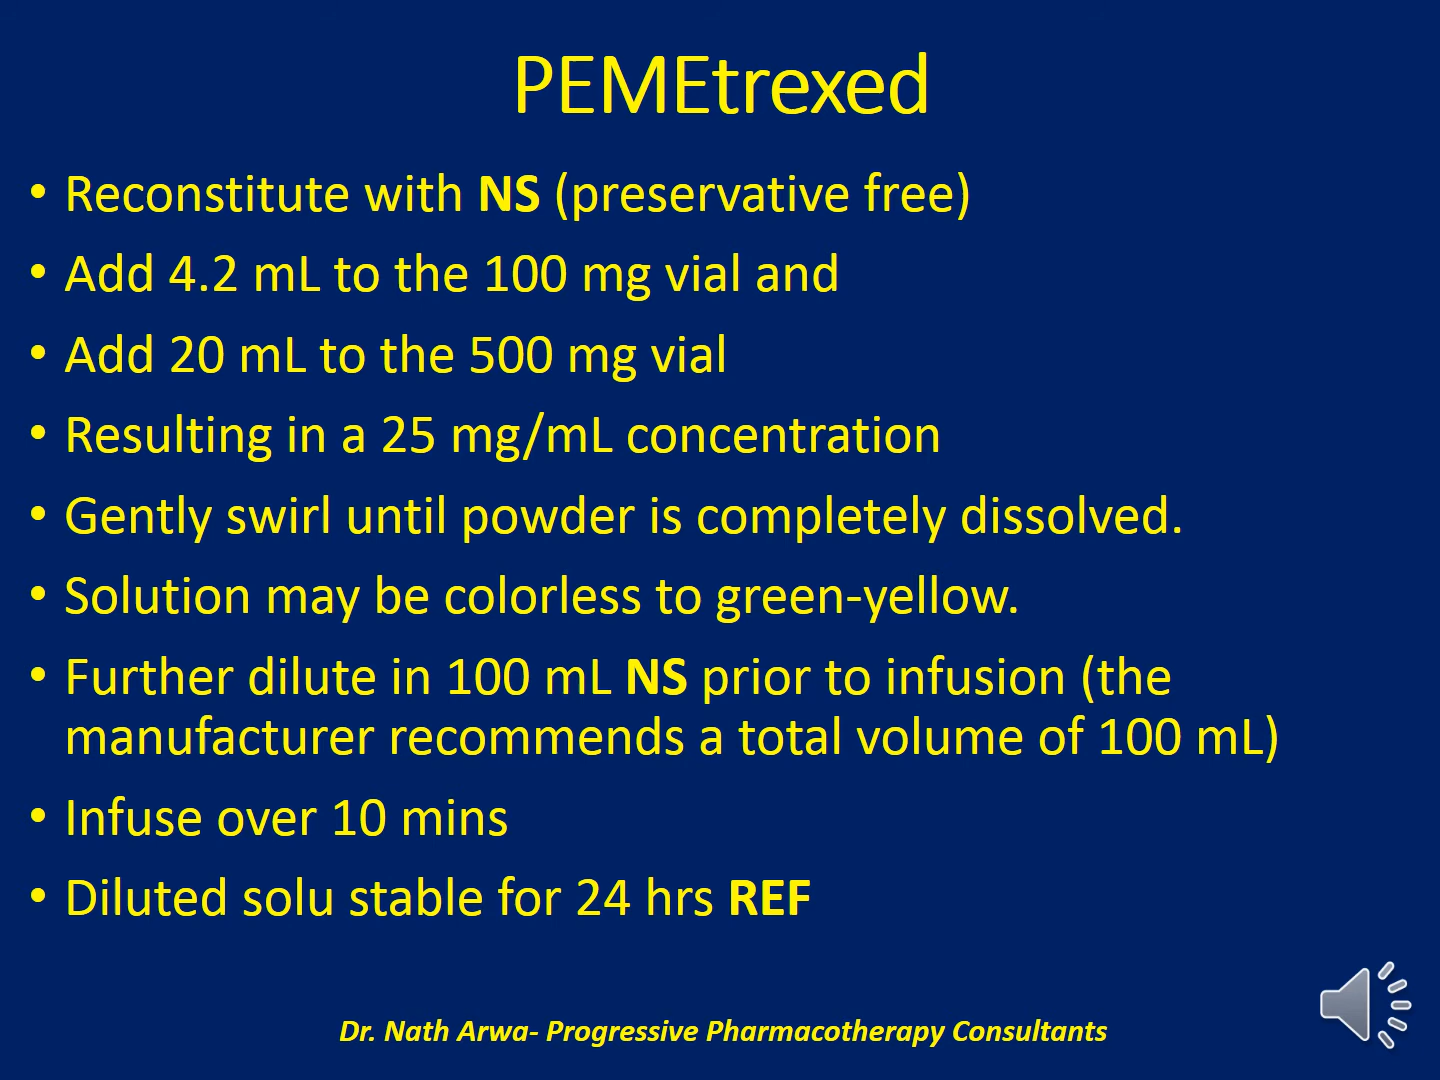 PEMEtrexed
• Reconstitute with NS (preservative free)
• Add 4.2 mL to the 100 mg vial and
• Add 20 mL to the 500 mg vial
• Resulting in a 25 mg/mL concentration
• Gently swirl until powder is completely dissolved.
• Solution may be colorless to green-yellow.
• Further dilute in 100 mL NS prior to infusion (the
manufacturer recommends a total volume of 100 mL)
• Infuse over 10 mins
• Diluted solu stable for 24 hrs REF
Dr. Nath Arwa- Progressive Pharmacotherapy Consultants